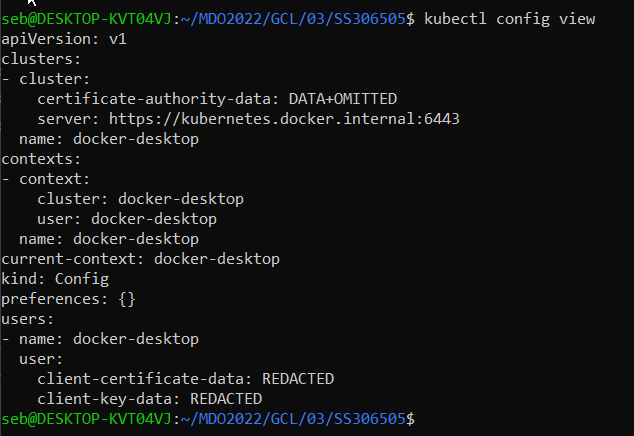 seb@DESKTOP-KVT04VJ:~/MDO2022/GCL/03/SS306505$ kubectl config view
apiVersion: v1
clusters:
- cluster:
    certificate-authority-data: DATA+OMITTED
    server: https://kubernetes.docker.internal:6443
  name: docker-desktop
contexts:
- context:
    cluster: docker-desktop
    user: docker-desktop
  name: docker-desktop
current-context: docker-desktop
kind: Config
preferences: {}
users:
- name: docker-desktop
  user:
    client-certificate-data: REDACTED
    client-key-data: REDACTED
seb@DESKTOP-KVT04VJ:~/MDO2022/GCL/03/SS306505$